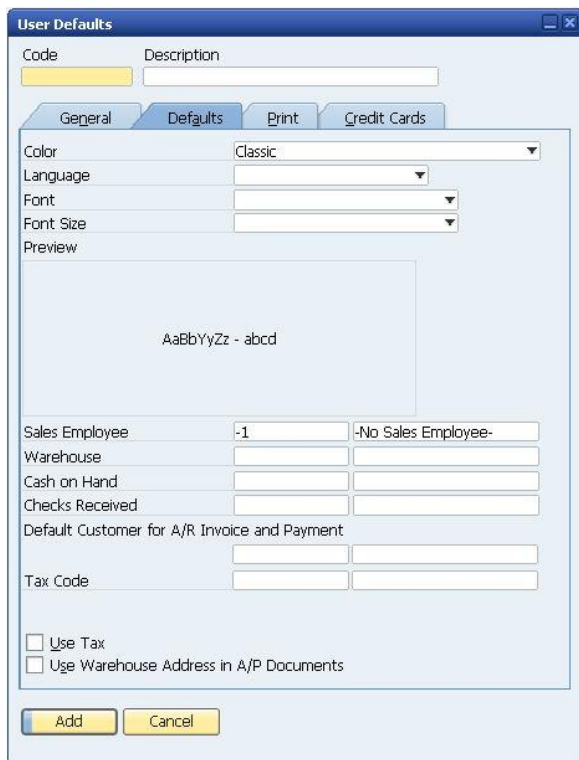 User Defaults
Code Description
General Defaults Print Credit Cards
Color Classic
Language
Font
Font Size
Preview
AaBbYyZz - abcd
Sales Employee -1 -No Sales Employee-
Warehouse
Cash on Hand
Checks Received
Default Customer for A/R Invoice and Payment
Tax Code
Use Tax
Use Warehouse Address in A/P Documents
Add Cancel